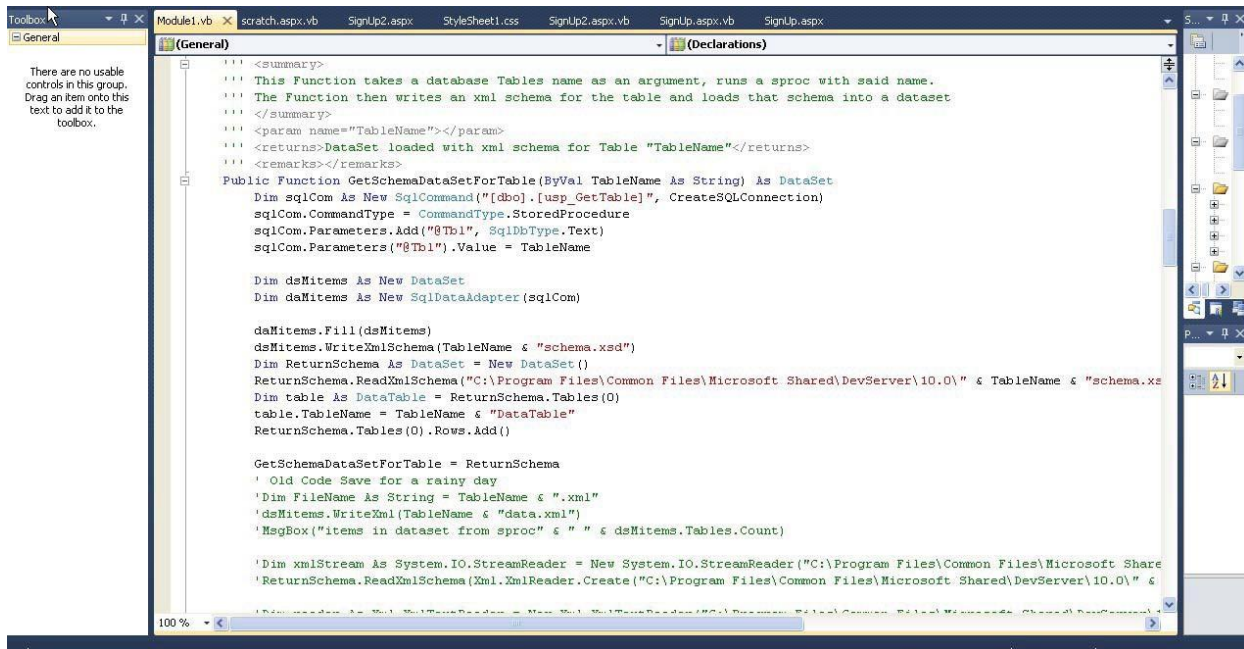 Toolbox
General
There are no usable
controls in this group.
Drag an item onto this
text to add it to the
toolbox.
Module1.vb scratch.aspx.vb SignUp2.aspx StyleSheet1.css SignUp2.aspx.vb SignUp.aspx.vb SignUp.aspx
(General) (Declarations)
''' <summary>
''' This Function takes a database Tables name as an argument, runs a sproc with said name.
''' The Function then writes an xml schema for the table and loads that schema into a dataset
''' </summary>
''' <param name="TableName"></param>
''' <returns>DataSet loaded with xml schema for Table "TableName"</returns>
''' <remarks></remarks>
Public Function GetSchemaDataSetForTable(ByVal TableName As String) As DataSet
Dim sqlCom As New SqlCommand("[dbo].[usp_GetTable]", CreateSQLConnection)
sqlCom.CommandType = CommandType.StoredProcedure
sqlCom.Parameters.Add("@Tbl", SqlDbType.Text)
sqlCom.Parameters("@Tbl").Value = TableName
Dim dsMitems As New DataSet
Dim daMitems As New SqlDataAdapter(sqlCom)
daMitems.Fill(dsMitems)
dsMitems.WriteXmlSchema(TableName & "schema.xsd")
Dim ReturnSchema As DataSet = New DataSet()
ReturnSchema.ReadXmlSchema("C:\Program Files\Common Files\Microsoft Shared\DevServer\10.0\" & TableName & "schema.xs
Dim table As DataTable = ReturnSchema.Tables(0)
table.TableName = TableName & "DataTable"
ReturnSchema.Tables(0).Rows.Add()
GetSchemaDataSetForTable = ReturnSchema
' Old Code Save for a rainy day
'Dim FileName As String = TableName & ".xml"
'dsMitems.WriteXml(TableName & "data.xml")
'MsgBox("items in dataset from sproc" & " " & dsMitems.Tables.Count)
'Dim xmlStream As System.IO.StreamReader = New System.IO.StreamReader("C:\Program Files\Common Files\Microsoft Share
'ReturnSchema.ReadXmlSchema(Xml.XmlReader.Create("C:\Program Files\Common Files\Microsoft Shared\DevServer\10.0\" &
100 %
S...
P...